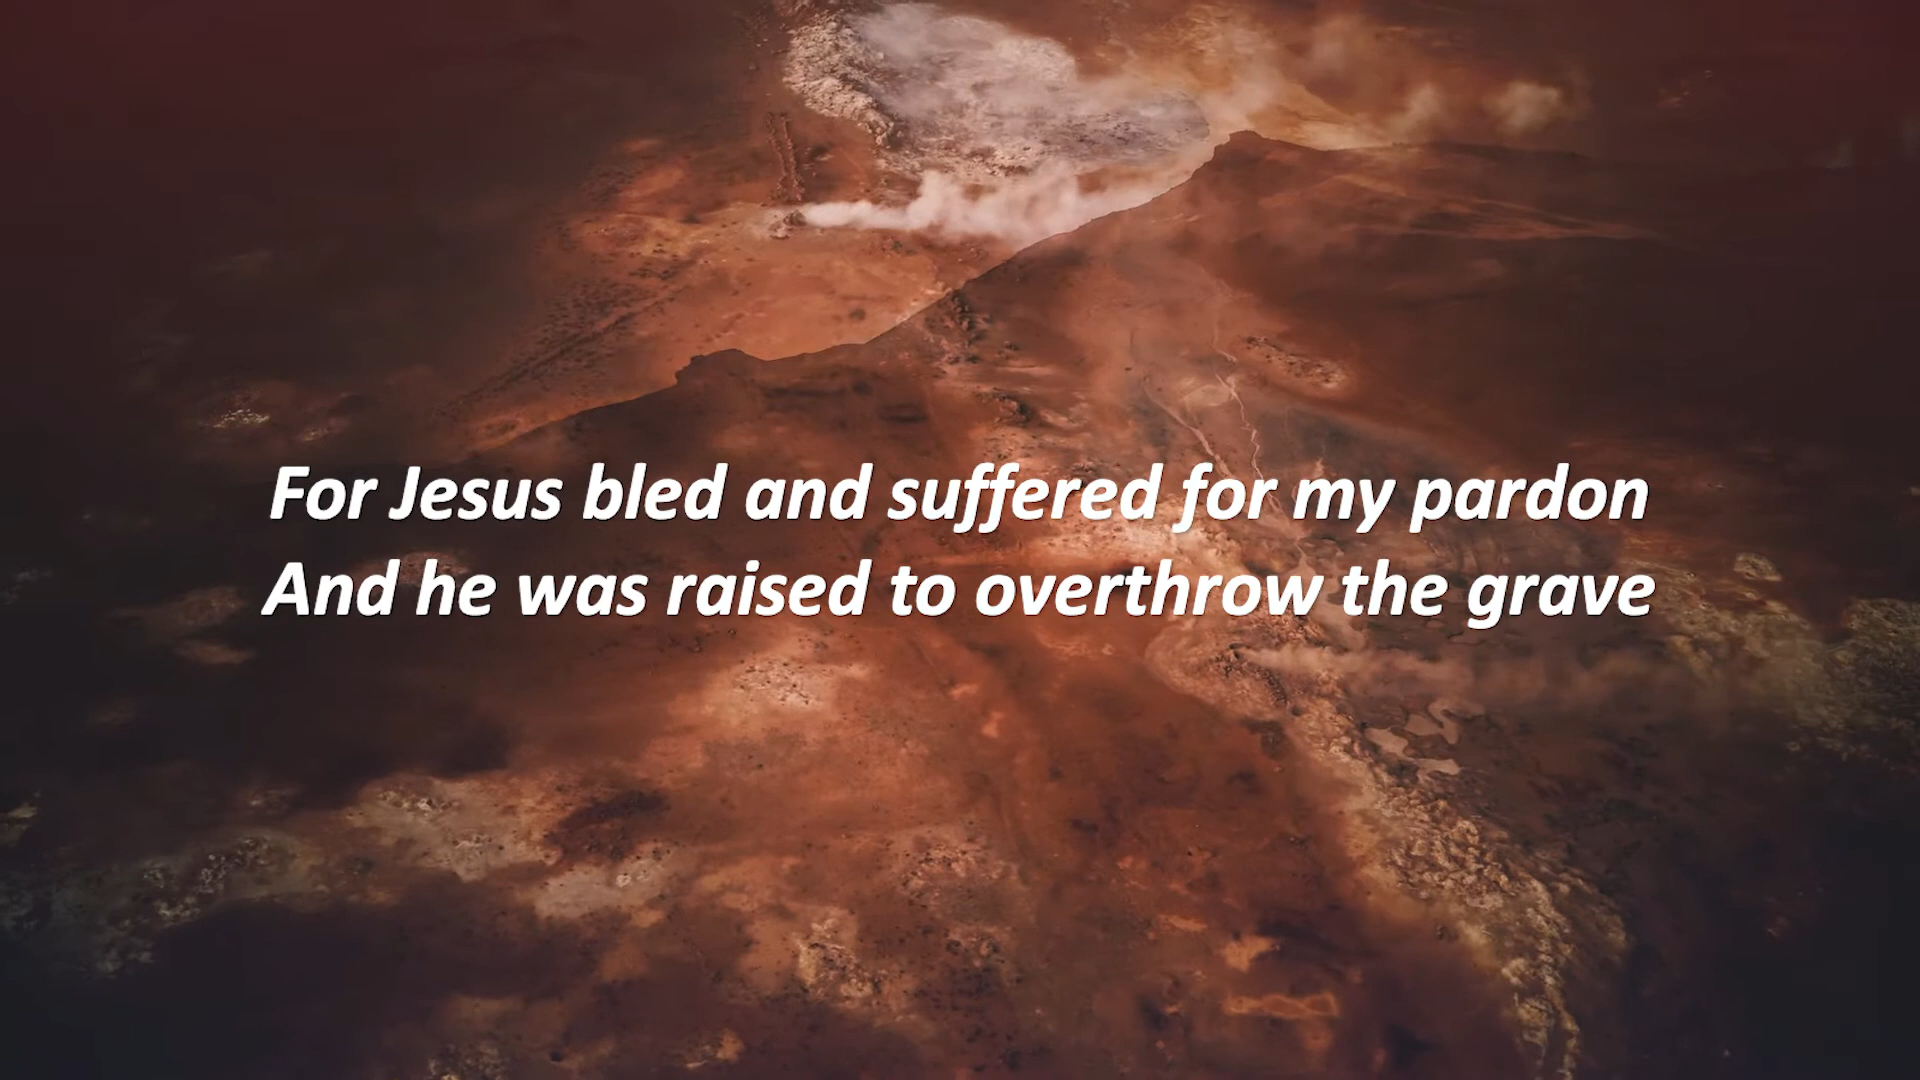 For Jesus bled and suffered for my pardon
And he was raised to overthrow the grave